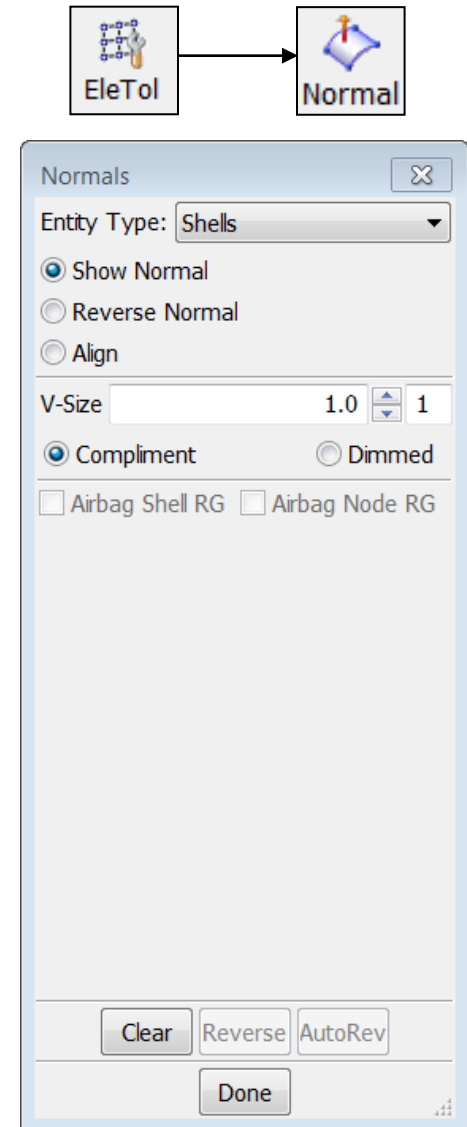 EleTol Normal
Normals
Entity Type: Shells
Show Normal
Reverse Normal
Align
V-Size 1.0 1
Compliment Dimmed
Airbag Shell RG Airbag Node RG
Clear Reverse AutoRev
Done